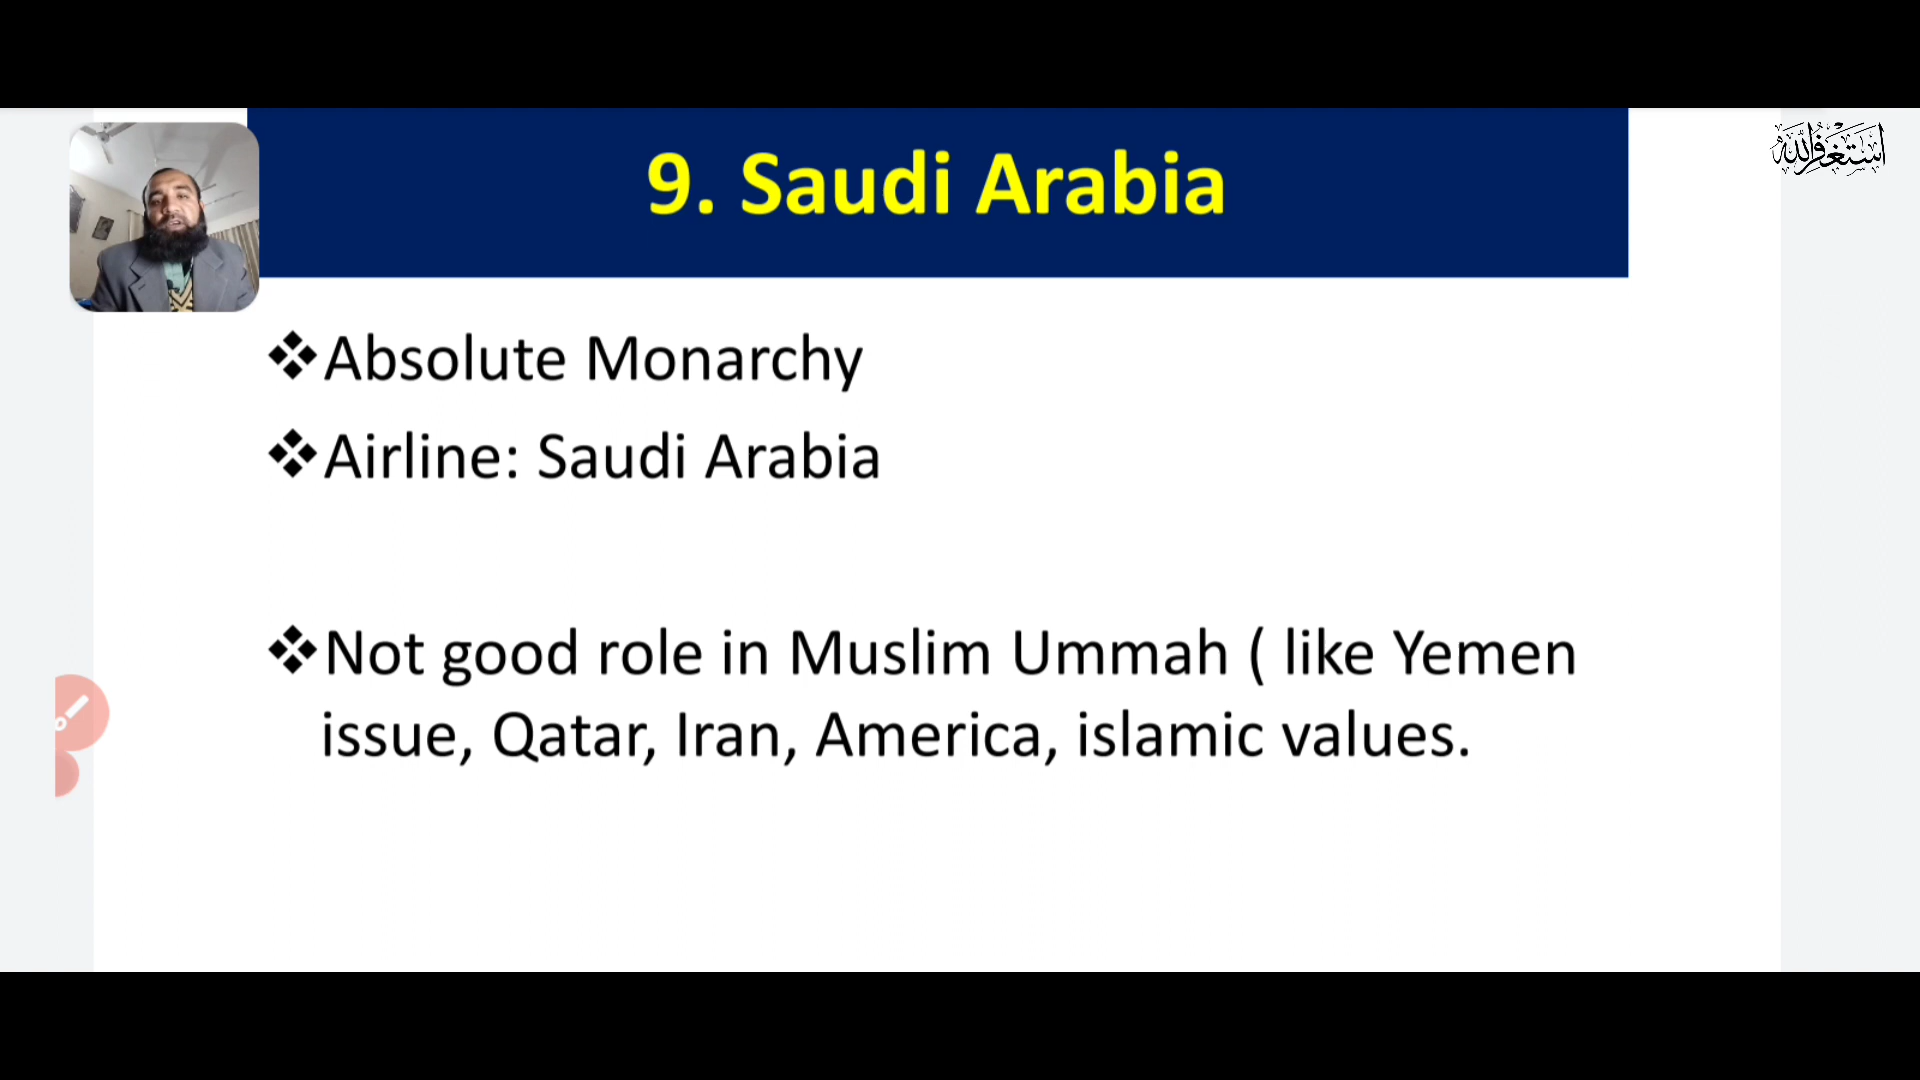 9. Saudi Arabia
استغفرالله
❖Absolute Monarchy
❖Airline: Saudi Arabia
❖Not good role in Muslim Ummah ( like Yemen
issue, Qatar, Iran, America, islamic values.